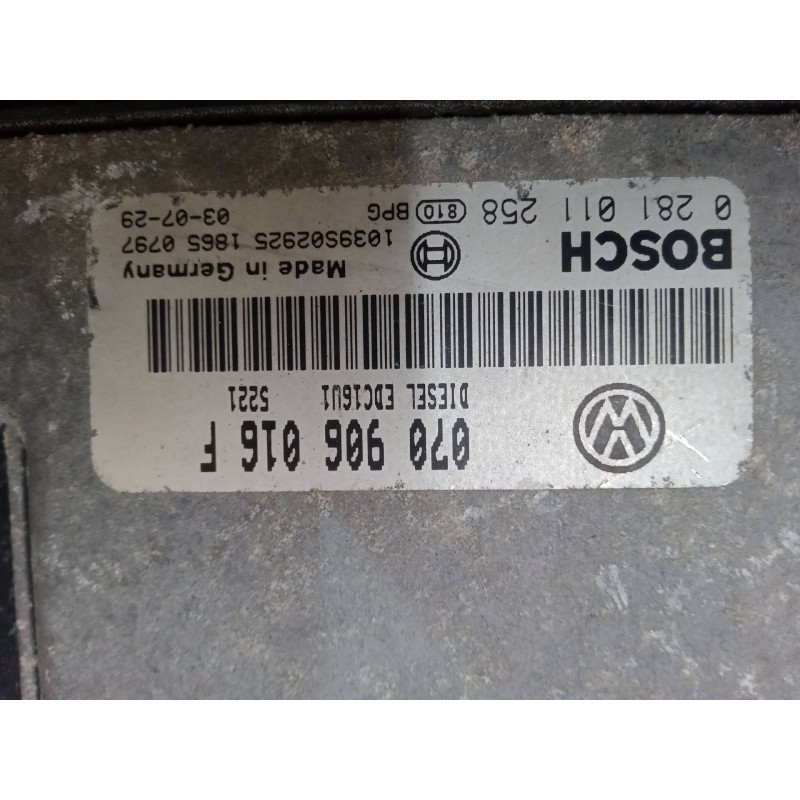 070 906 016 F
DIESEL EDC16U1 5221
BOSCH Made in Germany
1039S02925 1865 0797
0 281 011 258 810 BPG 03-07-29